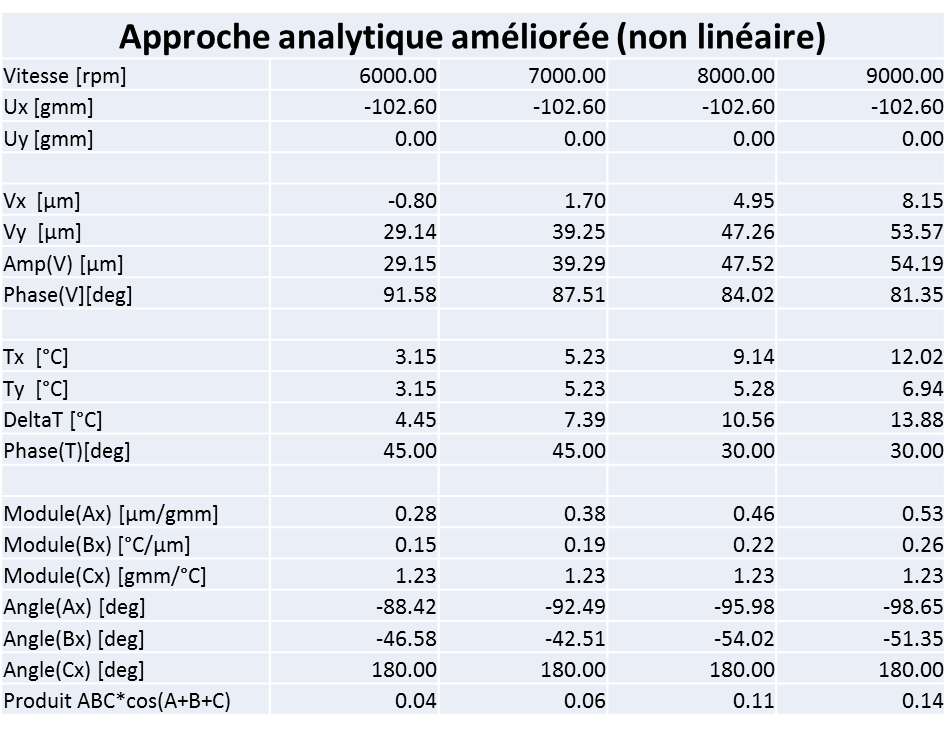 Approche analytique améliorée (non linéaire)
Vitesse [rpm] 6000.00 7000.00 8000.00 9000.00
Ux [gmm] -102.60 -102.60 -102.60 -102.60
Uy [gmm] 0.00 0.00 0.00 0.00
Vx [µm] -0.80 1.70 4.95 8.15
Vy [µm] 29.14 39.25 47.26 53.57
Amp(V) [µm] 29.15 39.29 47.52 54.19
Phase(V][deg] 91.58 87.51 84.02 81.35
Tx [°C] 3.15 5.23 9.14 12.02
Ty [°C] 3.15 5.23 5.28 6.94
DeltaT [°C] 4.45 7.39 10.56 13.88
Phase(T)[deg] 45.00 45.00 30.00 30.00
Module(Ax) [µm/gmm] 0.28 0.38 0.46 0.53
Module(Bx) [°C/µm] 0.15 0.19 0.22 0.26
Module(Cx) [gmm/°C] 1.23 1.23 1.23 1.23
Angle(Ax) [deg] -88.42 -92.49 -95.98 -98.65
Angle(Bx) [deg] -46.58 -42.51 -54.02 -51.35
Angle(Cx) [deg] 180.00 180.00 180.00 180.00
Produit ABC*cos(A+B+C) 0.04 0.06 0.11 0.14